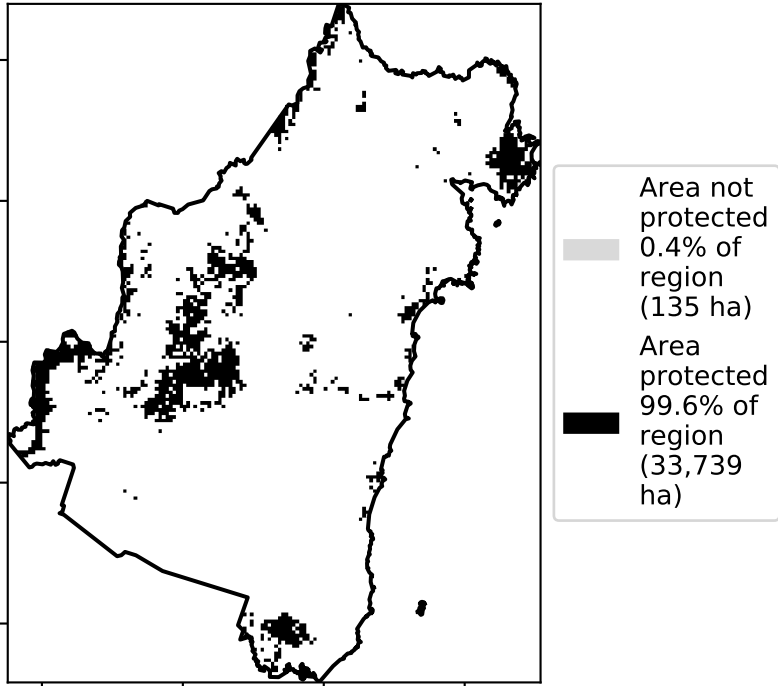 Area not
protected
0.4% of
region
(135 ha)
Area
protected
99.6% of
region
(33,739
ha)